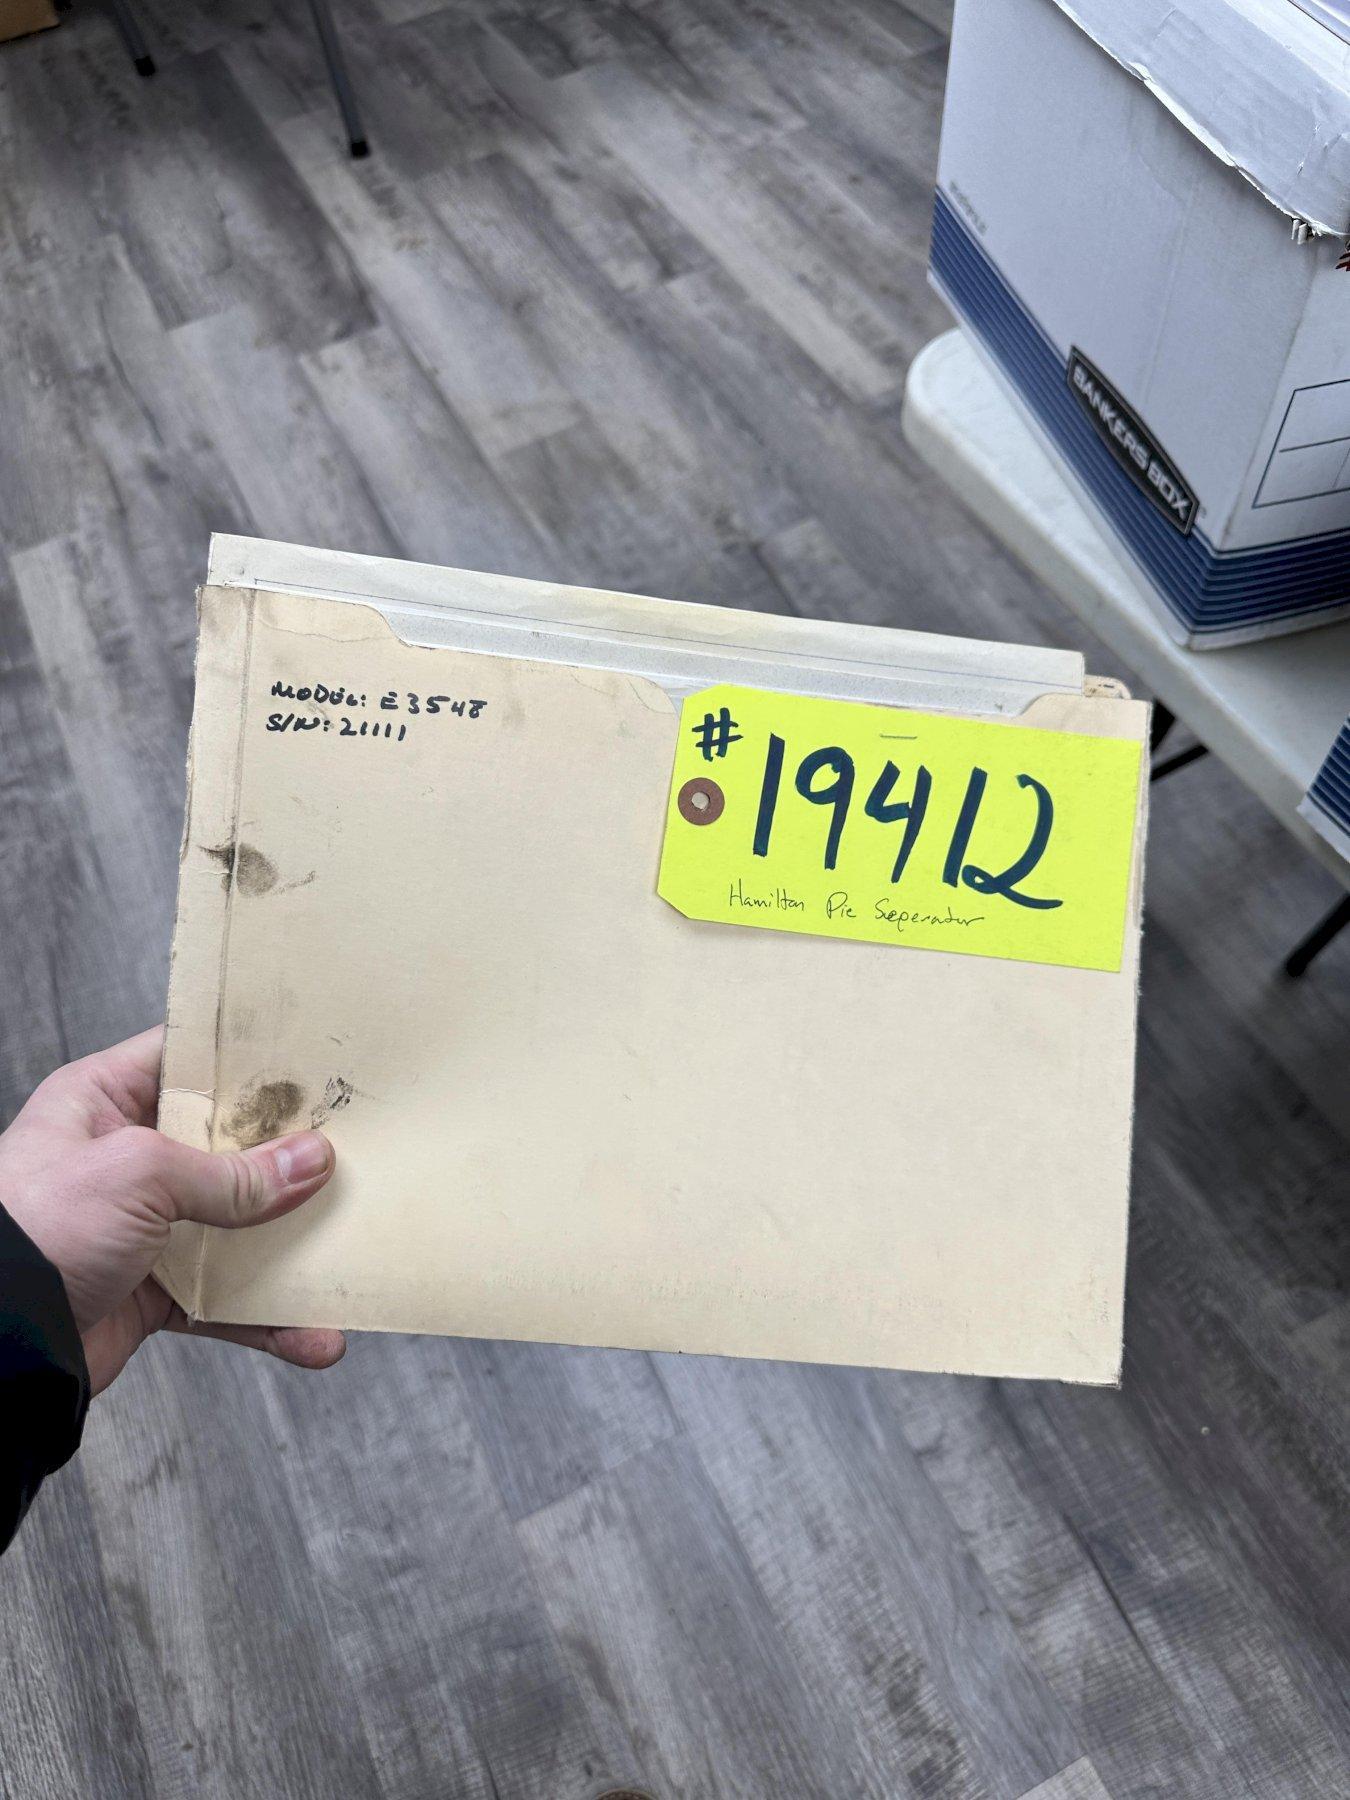 BANKERS BOX
MODEL: E3548
S/N: 21111
# 19412
Hamilton Pie Seperator